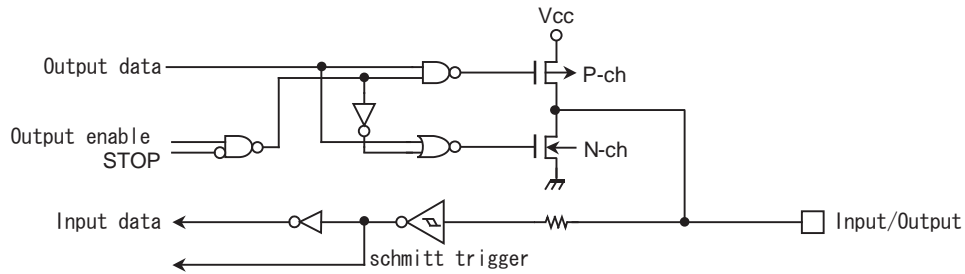 Vcc
Output data
P-ch
Output enable
STOP
N-ch
Input data
Input/Output
schmitt trigger